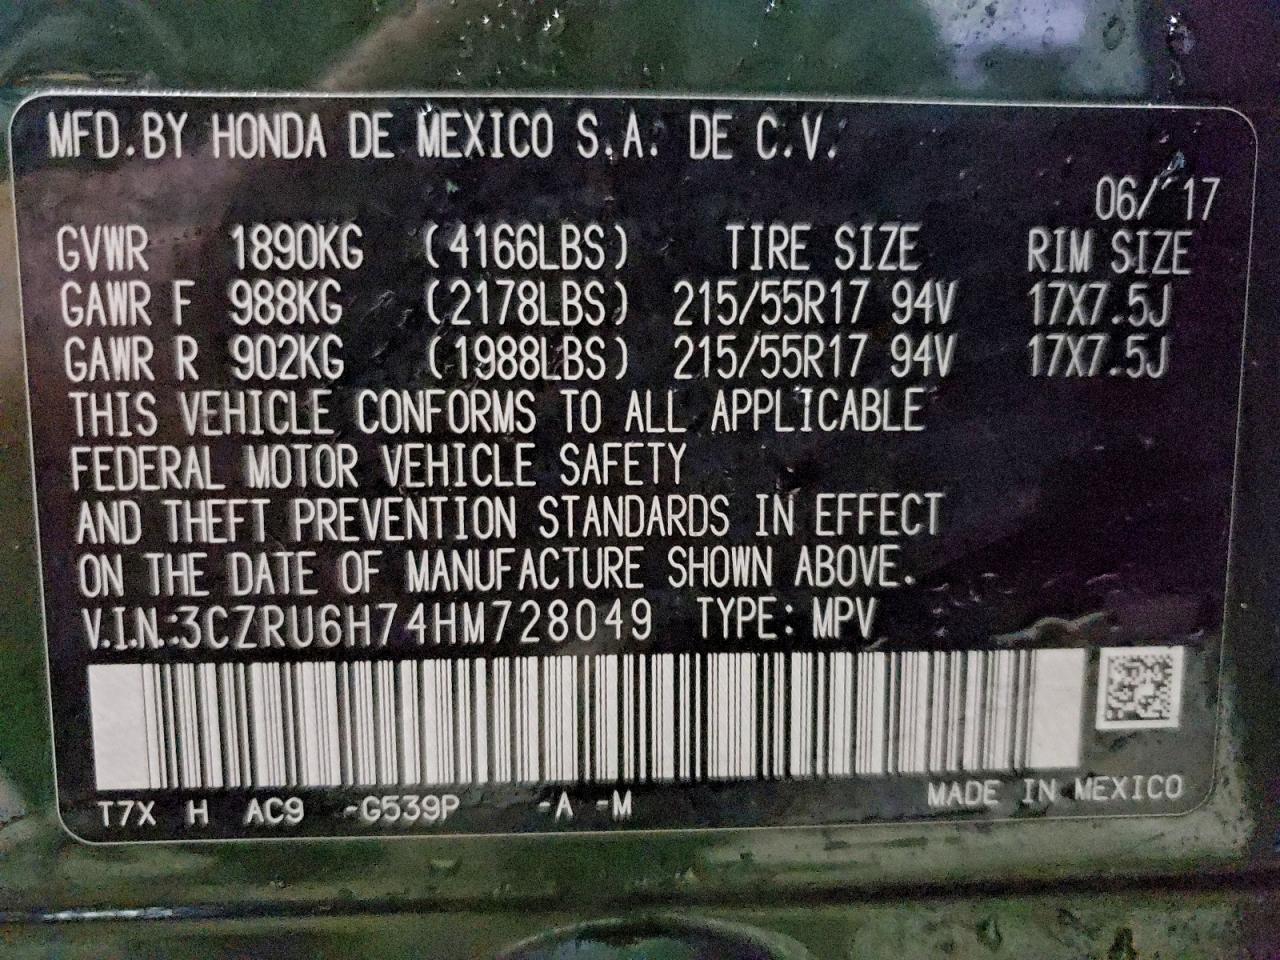 MFD.BY HONDA DE MEXICO S.A. DE C.V.
06/'17
GVWR 1890KG (4166LBS) TIRE SIZE RIM SIZE
GAWR F 988KG (2178LBS) 215/55R17 94V 17X7.5J
GAWR R 902KG (1988LBS) 215/55R17 94V 17X7.5J
THIS VEHICLE CONFORMS TO ALL APPLICABLE
FEDERAL MOTOR VEHICLE SAFETY
AND THEFT PREVENTION STANDARDS IN EFFECT
ON THE DATE OF MANUFACTURE SHOWN ABOVE.
V.I.N.:3CZRU6H74HM728049 TYPE: MPV
T7X H AC9 -G539P -A -M MADE IN MEXICO